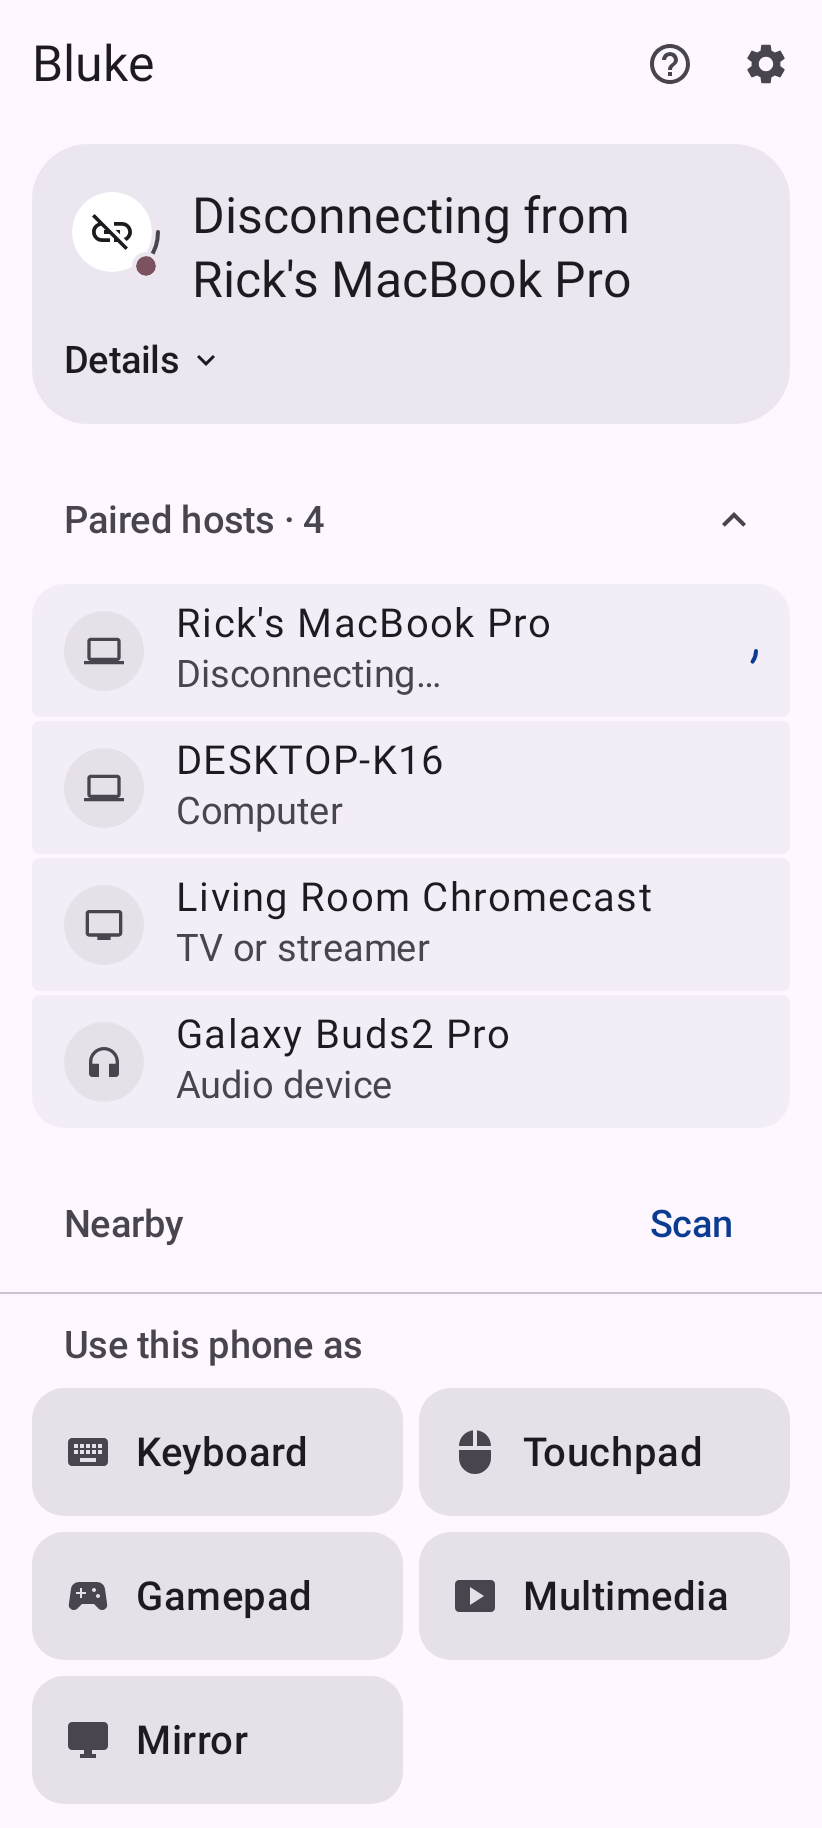 Bluke
Disconnecting from
Rick's MacBook Pro
Details
Paired hosts · 4
Rick's MacBook Pro
Disconnecting…
DESKTOP-K16
Computer
Living Room Chromecast
TV or streamer
Galaxy Buds2 Pro
Audio device
Nearby
Scan
Use this phone as
Keyboard
Touchpad
Gamepad
Multimedia
Mirror